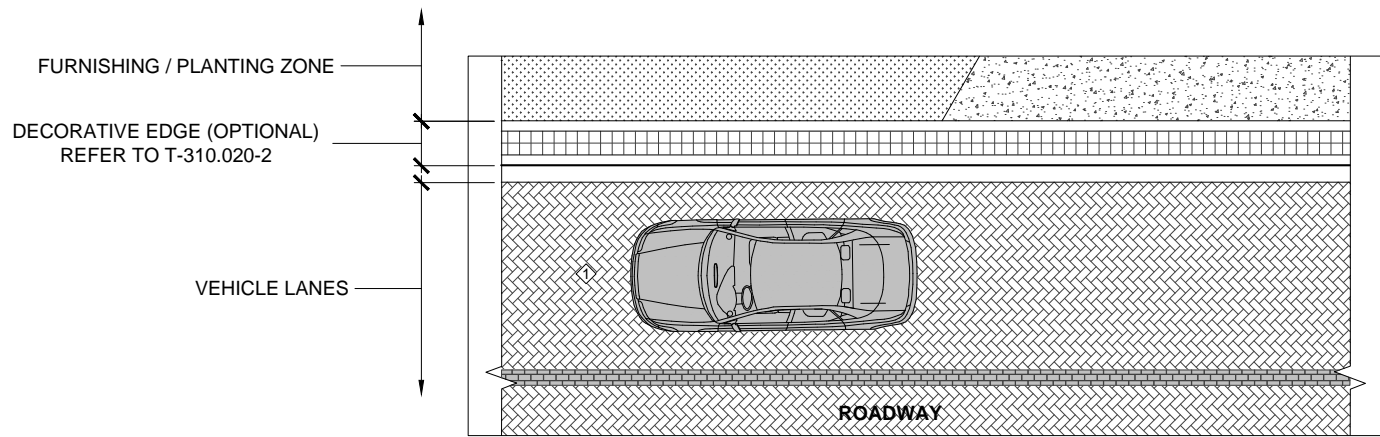 FURNISHING / PLANTING ZONE
DECORATIVE EDGE (OPTIONAL)
REFER TO T-310.020-2
VEHICLE LANES
1
ROADWAY